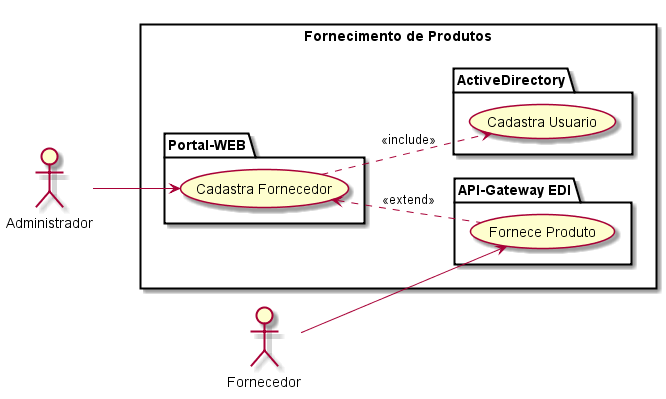 Fornecimento de Produtos
ActiveDirectory
Cadastra Usuario
Portal-WEB
«include»
Cadastra Fornecedor
API-Gateway EDI
«extend»
Fornece Produto
Administrador
Fornecedor